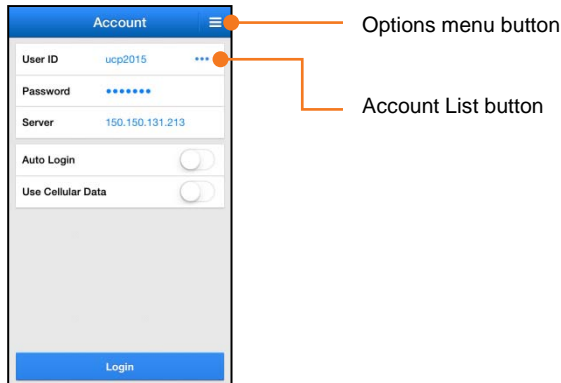 Account
Options menu button
User ID ucp2015
Account List button
Password
Server 150.150.131.213
Auto Login
Use Cellular Data
Login